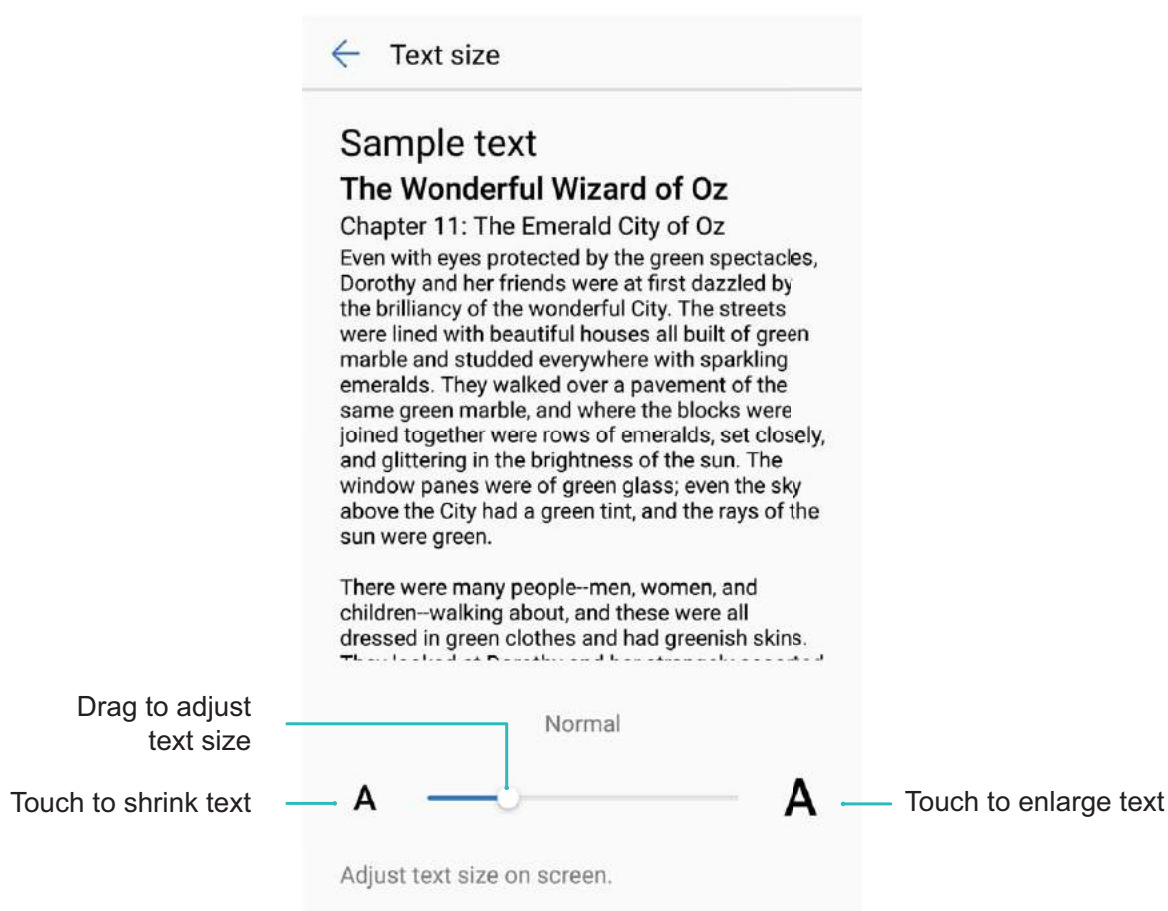 Text size
Sample text
The Wonderful Wizard of Oz
Chapter 11: The Emerald City of Oz
Even with eyes protected by the green spectacles,
Dorothy and her friends were at first dazzled by
the brilliancy of the wonderful City. The streets
were lined with beautiful houses all built of green
marble and studded everywhere with sparkling
emeralds. They walked over a pavement of the
same green marble, and where the blocks were
joined together were rows of emeralds, set closely,
and glittering in the brightness of the sun. The
window panes were of green glass; even the sky
above the City had a green tint, and the rays of the
sun were green.
There were many people--men, women, and
children--walking about, and these were all
dressed in green clothes and had greenish skins.
Drag to adjust
text size
Normal
Touch to shrink text
A
A
Touch to enlarge text
Adjust text size on screen.